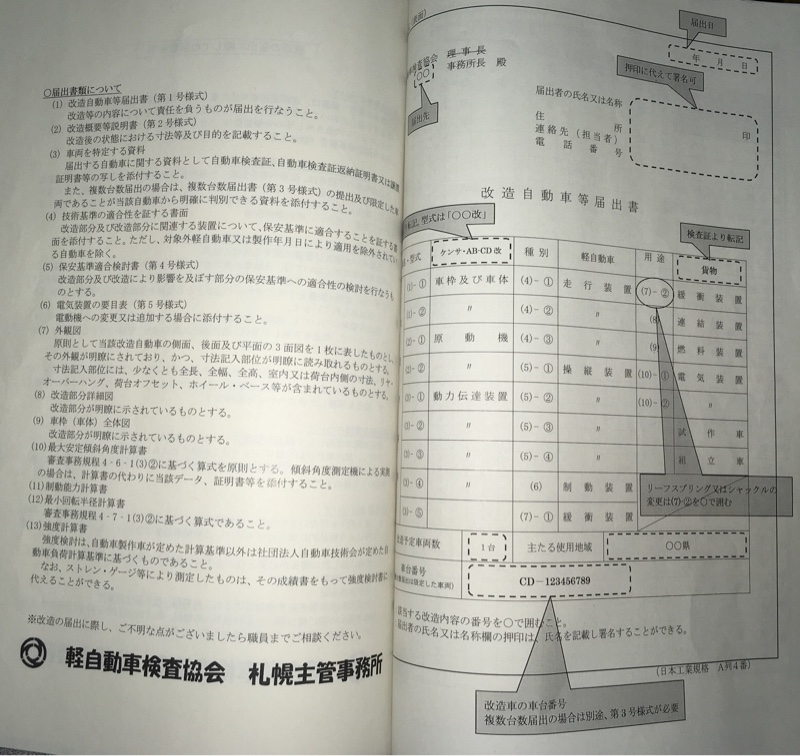 ○届出書類について
(1) 改造自動車等届出書（第１号様式）
改造等の内容について責任を負うものが届出を行なうこと。
(2) 改造概要等説明書（第２号様式）
改造後の状態における寸法等及び目的を記載すること。
(3) 車両を特定する資料
届出する自動車に関する資料として自動車検査証、自動車検査証返納証明書又は譲渡
証明書等の写しを添付すること。
また、複数台数届出の場合は、複数台数届出書（第３号様式）の提出及び限定した車
両であることが当該自動車から明確に判別できる資料を添付すること。
(4) 技術基準の適合性を証する書面
改造部分及び改造部分に関連する装置について、保安基準に適合することを証する書
面を添付すること。ただし、対象外軽自動車又は製作年月日により適用を除外されてい
る自動車を除く。
(5) 保安基準適合検討書（第４号様式）
改造部分及び改造により影響を及ぼす部分の保安基準への適合性の検討を行なうも
のとする。
(6) 電気装置の要目表（第５号様式）
電動機への変更又は追加する場合に添付すること。
(7) 外観図
原則として当該改造自動車の側面、後面及び平面の３面図を１枚に表したものとし、
その外観が明瞭にされており、かつ、寸法記入部位が明瞭に読み取れるものとする。
寸法記入部位には、少なくとも全長、全幅、全高、室内又は荷台内側の寸法、リヤ・
オーバーハング、荷台オフセット、ホイール・ベース等が含まれているものとする。
(8) 改造部分詳細図
改造部分が明瞭に示されているものとする。
(9) 車枠（車体）全体図
改造部分が明瞭に示されているものとする。
(10)最大安定傾斜角度計算書
審査事務規程４-６-１(3)②に基づく算式を原則とする。傾斜角度測定機による実測
の場合は、計算書の代わりに当該データ、証明書等を添付すること。
(11)制動能力計算書
(12)最小回転半径計算書
審査事務規程４-７-１(3)②に基づく算式であること。
(13)強度計算書
強度検討は、自動車製作車が定めた計算基準以外は社団法人自動車技術会が定めた自
動車負荷計算基準に基づくものであること。
なお、ストレン・ゲージ等により測定したものは、その成績書をもって強度検討書に
代えることができる。
※改造の届出に際し、ご不明な点がございましたら職員までご相談ください。
軽自動車検査協会 札幌主管事務所
届出日
年 月 日
検査協会 理事長
○○ 事務所長 殿
届出先
押印に代えて署名可
届出者の氏名又は名称
住 所 印
連絡先（担当者）
電話番号
改造自動車等届出書
転記、型式は「○○改」
検査証より転記
型式 ケンサ・AB-CD改 種別 軽自動車 用途 貨物
(1)-① 車枠及び車体 (4)-① 走行装置 (7)-② 緩衝装置
(1)-② 〃 (4)-② 〃 (8) 連結装置
(2)-① 原動機 (4)-③ 〃 (9) 燃料装置
(2)-② 〃 (5)-① 操縦装置 (10)-① 電気装置
(3)-① 動力伝達装置 (5)-② 〃 (10)-② 〃
(3)-② 〃 (5)-③ 〃 試作車
(3)-③ 〃 (5)-④ 〃 組立車
(3)-④ 〃 (6) 制動装置
(3)-⑤ 〃 (7)-① 緩衝装置
リーフスプリング又はシャックルの
変更は(7)-②を○で囲む
予定車両数 １台 主たる使用地域 ○○県
車台番号 CD－123456789
該当する改造内容の番号を○で囲むこと。
届出者の氏名又は名称欄の押印は、氏名を記載し署名することができる。
(日本工業規格 Ａ列４番)
改造車の車台番号
複数台数届出の場合は別途、第３号様式が必要